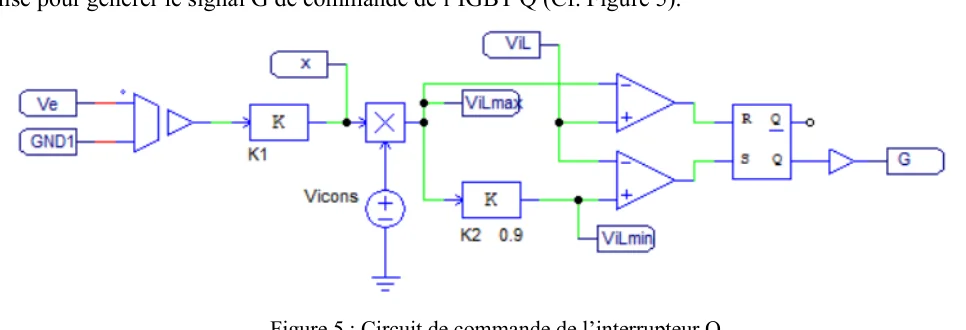 pour générer le signal G de commande de l'IGBT Q (Cf. Figure 5).
ViL
x
Ve
ViLmax
K
R Q
GND1
K1
S Q
G
Vicons
K
K2 0.9
ViLmin
Figure 5 : Circuit de commande de l'interrupteur Q